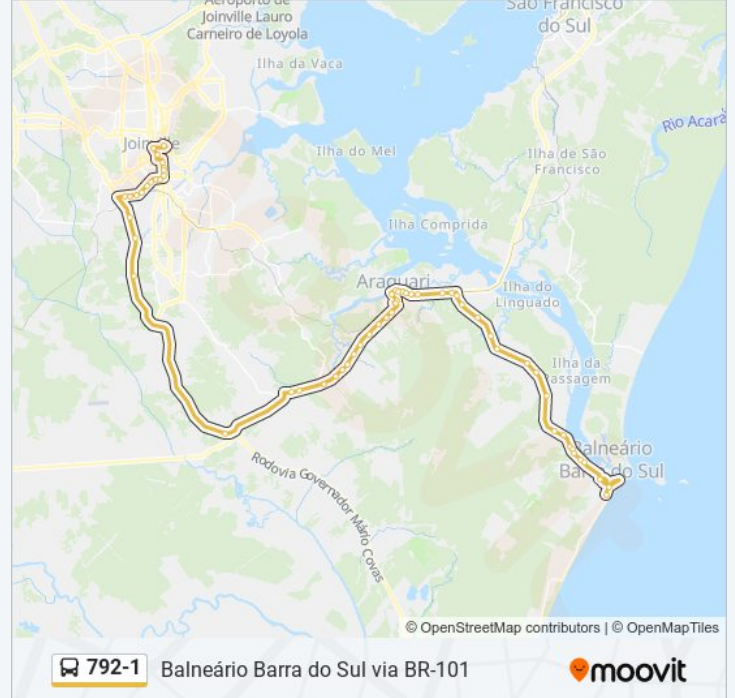 Aeroporto de
Joinville Lauro
Carneiro de Loyola
São Francisco
do Sul
Ilha da Vaca
Rio Acara
Joinville
Ilha do Mel
Ilha de São
Francisco
Ilha Comprida
Araquari
Ilha do
Linguado
Ilha da
Passagem
Balneário
Barra do Sul
Rodovia Governador Mário Covas
© OpenStreetMap contributors | © OpenMapTiles
792-1 Balneário Barra do Sul via BR-101
moovit